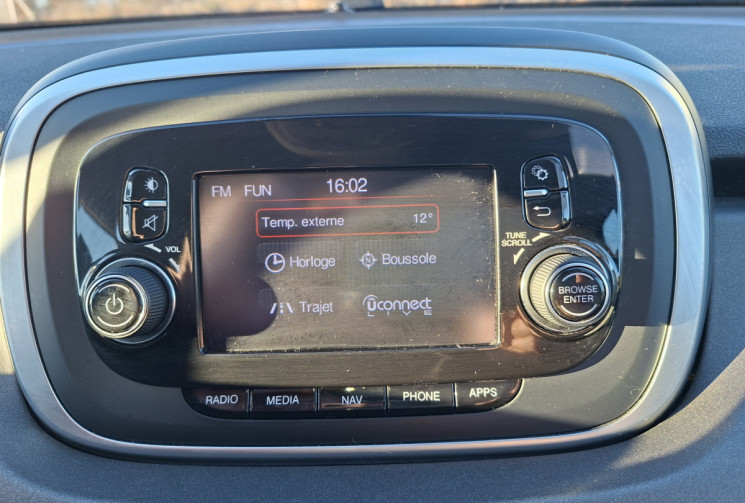 FM FUN 16:02
Temp. externe 12°
VOL
TUNE
SCROLL
Horloge N Boussole
BROWSE
ENTER
Trajet uconnect
LIVE
RADIO MEDIA NAV PHONE APPS